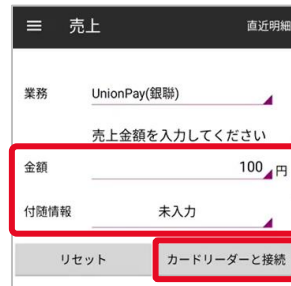 売上 直近明細
業務 UnionPay(銀聯)
売上金額を入力してください
金額 100 円
付随情報 未入力
リセット カードリーダーと接続